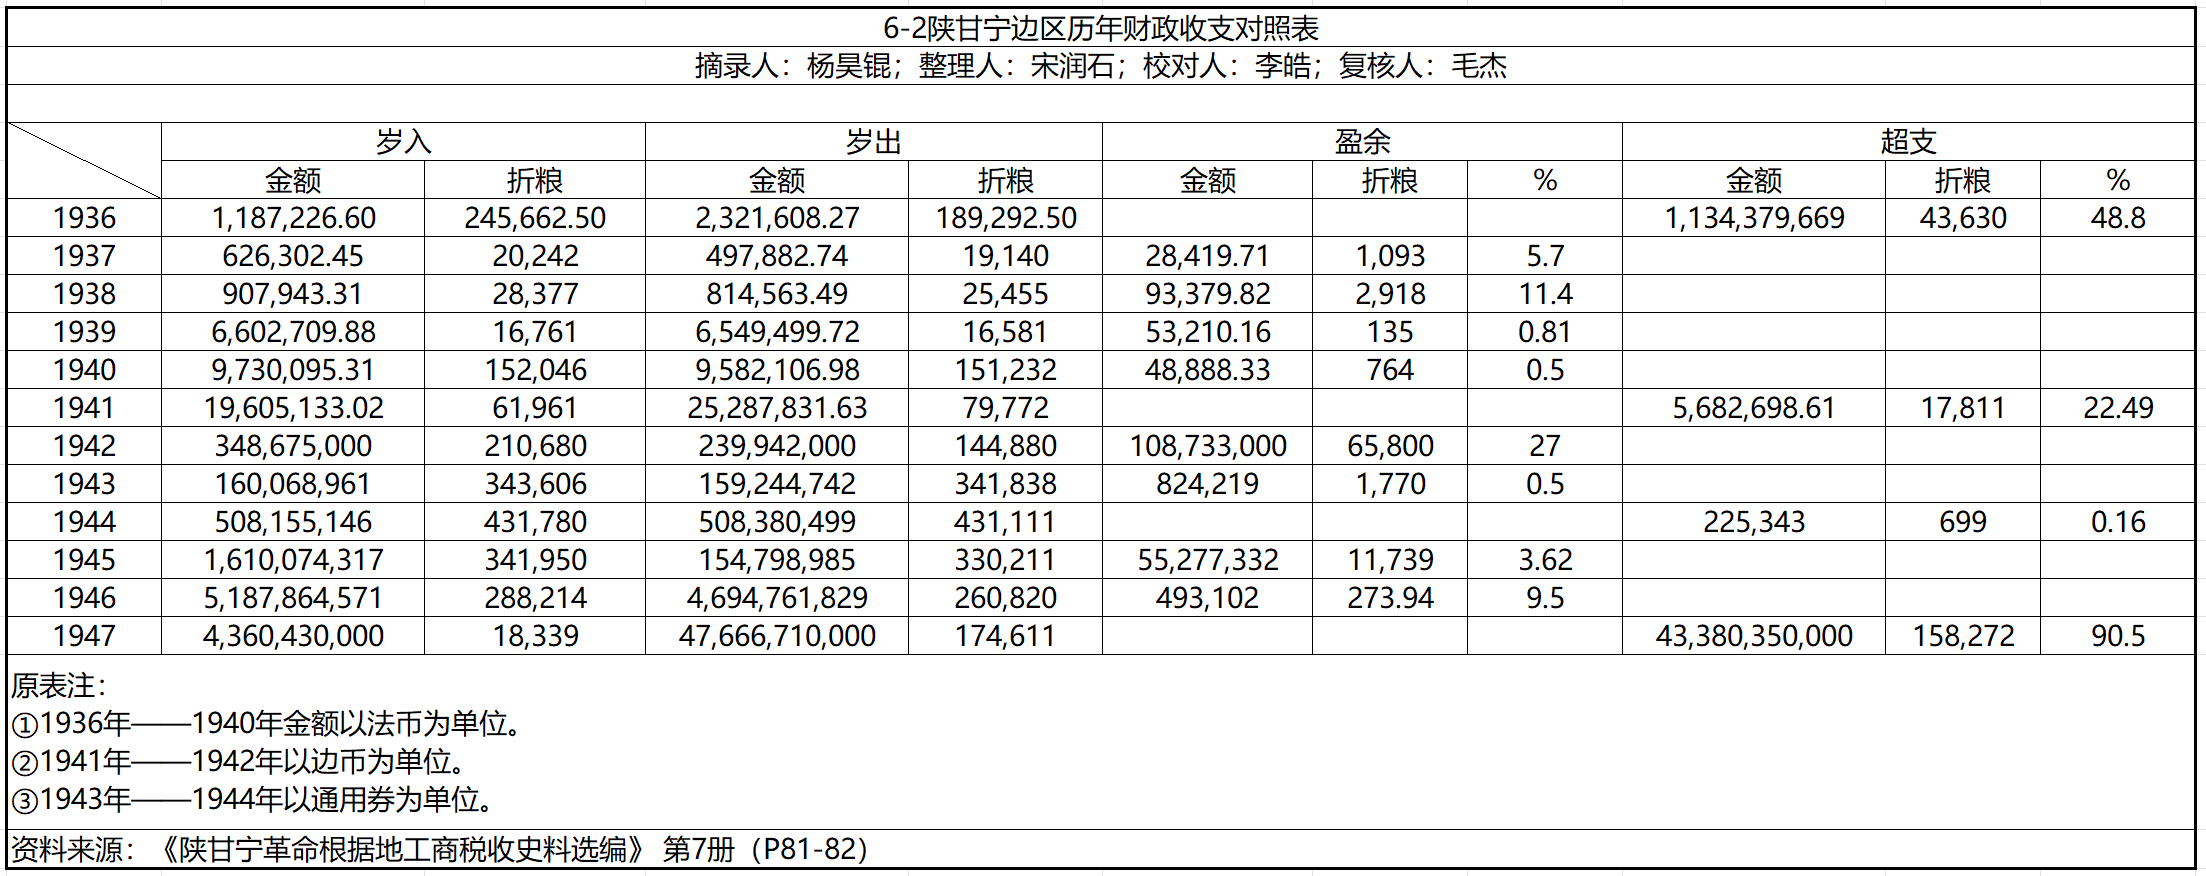 6-2陕甘宁边区历年财政收支对照表
摘录人：杨昊锟；整理人：宋润石；校对人：李皓；复核人：毛杰
岁入 岁出 盈余 超支
金额 折粮 金额 折粮 金额 折粮 % 金额 折粮 %
1936 1,187,226.60 245,662.50 2,321,608.27 189,292.50 1,134,379,669 43,630 48.8
1937 626,302.45 20,242 497,882.74 19,140 28,419.71 1,093 5.7
1938 907,943.31 28,377 814,563.49 25,455 93,379.82 2,918 11.4
1939 6,602,709.88 16,761 6,549,499.72 16,581 53,210.16 135 0.81
1940 9,730,095.31 152,046 9,582,106.98 151,232 48,888.33 764 0.5
1941 19,605,133.02 61,961 25,287,831.63 79,772 5,682,698.61 17,811 22.49
1942 348,675,000 210,680 239,942,000 144,880 108,733,000 65,800 27
1943 160,068,961 343,606 159,244,742 341,838 824,219 1,770 0.5
1944 508,155,146 431,780 508,380,499 431,111 225,343 699 0.16
1945 1,610,074,317 341,950 154,798,985 330,211 55,277,332 11,739 3.62
1946 5,187,864,571 288,214 4,694,761,829 260,820 493,102 273.94 9.5
1947 4,360,430,000 18,339 47,666,710,000 174,611 43,380,350,000 158,272 90.5
原表注：
①1936年——1940年金额以法币为单位。
②1941年——1942年以边币为单位。
③1943年——1944年以通用券为单位。
资料来源：《陕甘宁革命根据地工商税收史料选编》 第7册（P81-82）